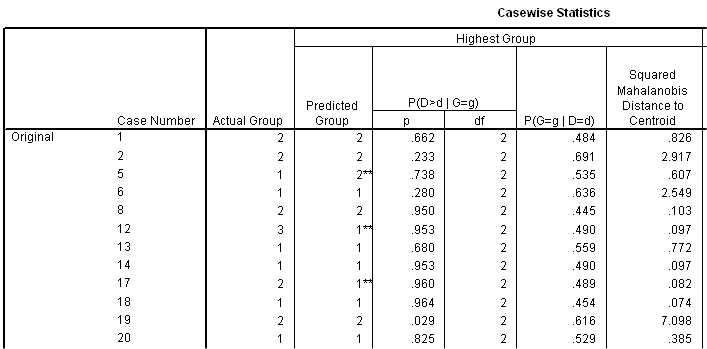 Casewise Statistics
Highest Group
Squared
Mahalanobis
Predicted P(D>d | G=g) Distance to
Case Number Actual Group Group p df P(G=g | D=d) Centroid
Original 1 2 2 .662 2 .484 .826
2 2 2 .233 2 .691 2.917
5 1 2** .738 2 .535 .607
6 1 1 .280 2 .636 2.549
8 2 2 .950 2 .445 .103
12 3 1** .953 2 .490 .097
13 1 1 .680 2 .559 .772
14 1 1 .953 2 .490 .097
17 2 1** .960 2 .489 .082
18 1 1 .964 2 .454 .074
19 2 2 .029 2 .616 7.098
20 1 1 .825 2 .529 .385